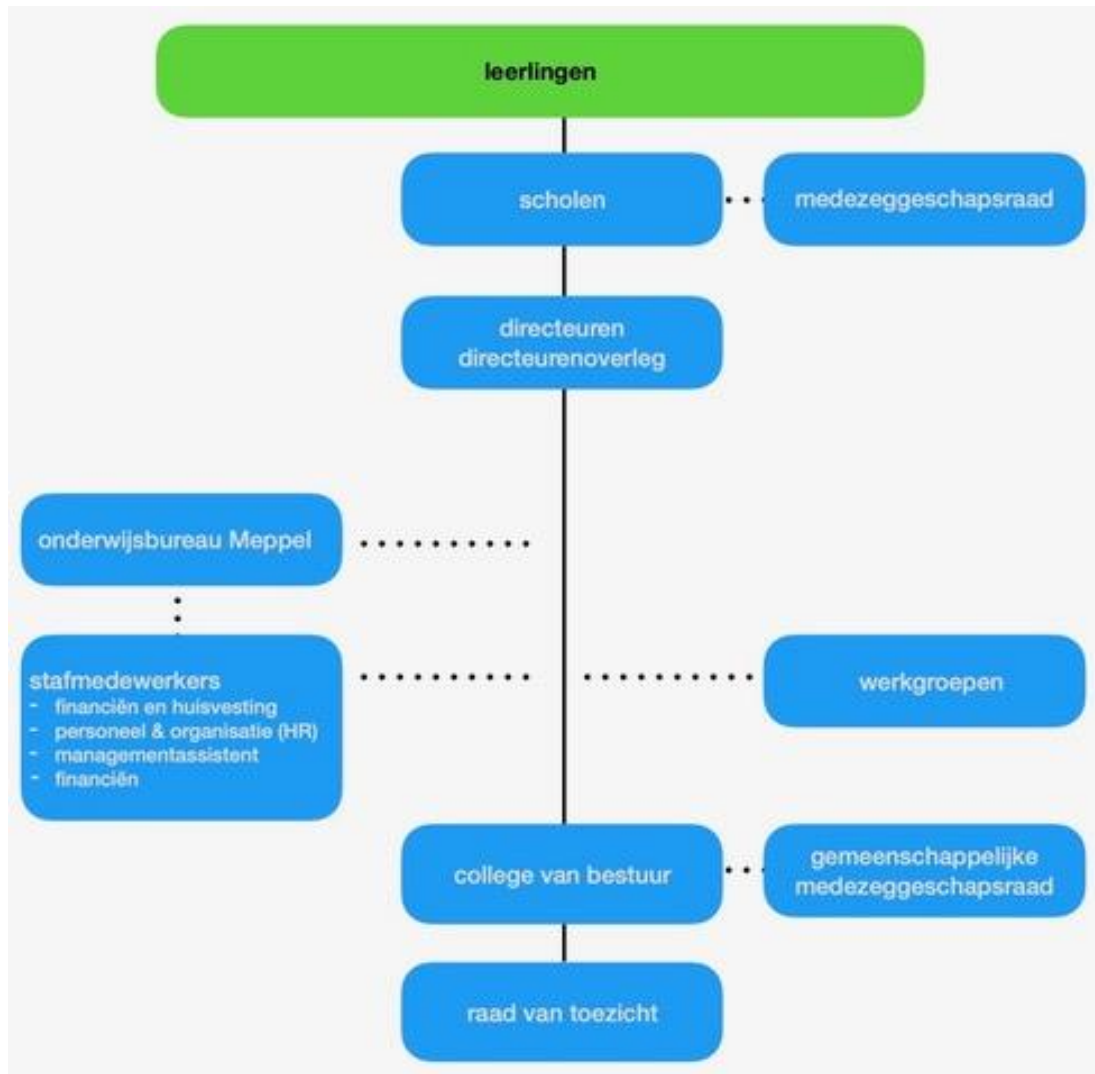 leerlingen
scholen
medezeggeschapsraad
directeuren
directeurenoverleg
onderwijsbureau Meppel
stafmedewerkers
- financiën en huisvesting
- personeel & organisatie (HR)
- managementassistent
- financiën
werkgroepen
college van bestuur
gemeenschappelijke
medezeggeschapsraad
raad van toezicht